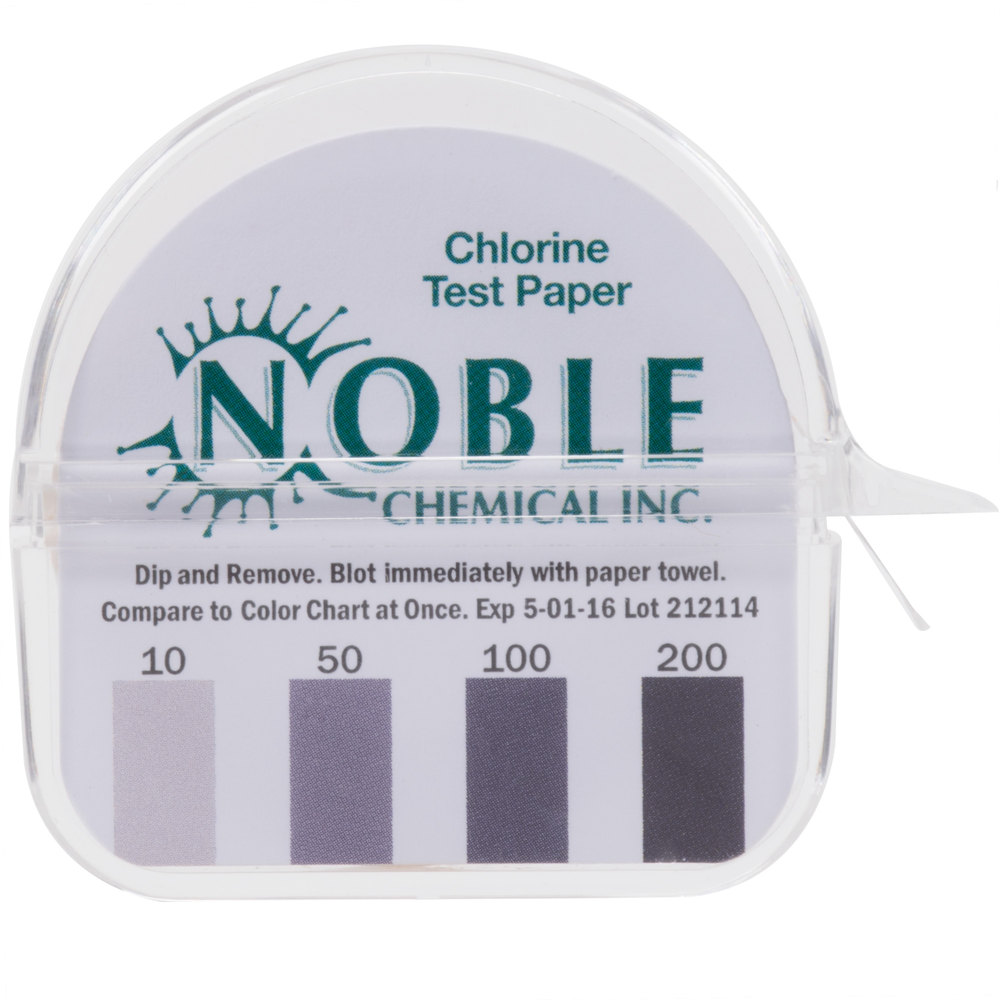 Chlorine
Test Paper
NOBLE
CHEMICAL INC.
Dip and Remove. Blot immediately with paper towel.
Compare to Color Chart at Once. Exp 5-01-16 Lot 212114
10 50 100 200